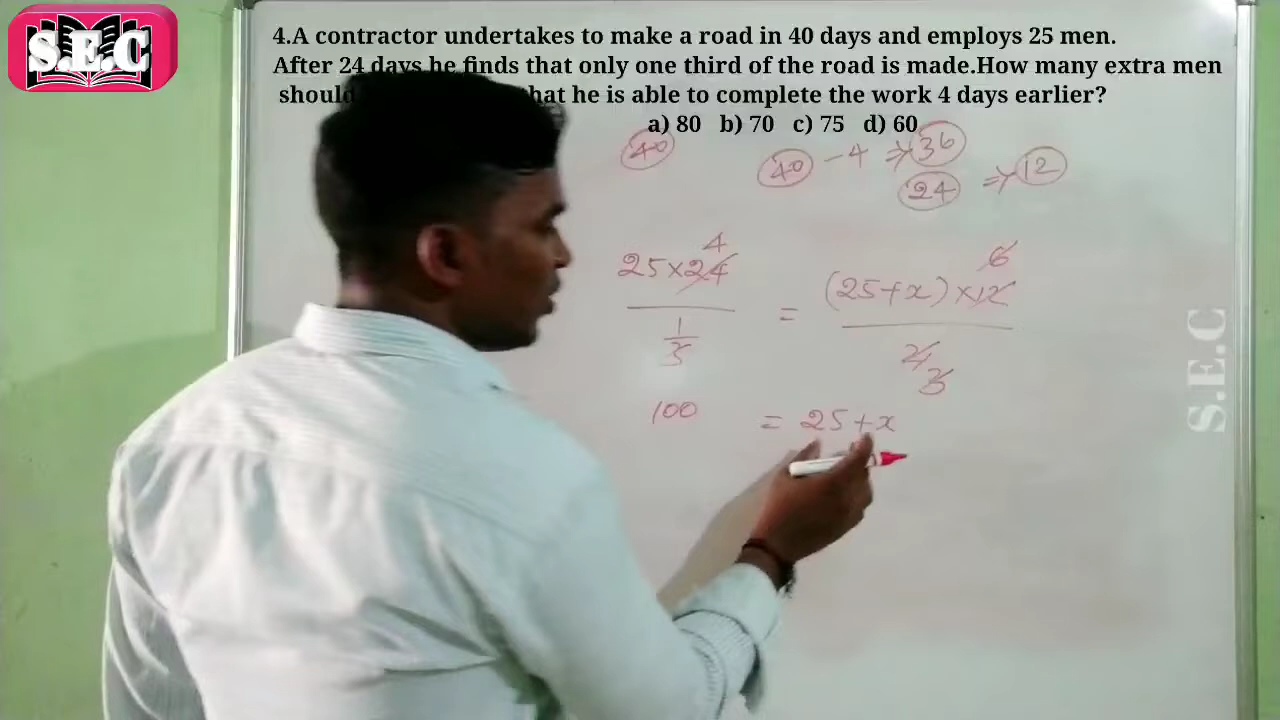 S.E.C
4.A contractor undertakes to make a road in 40 days and employs 25 men.
After 24 days he finds that only one third of the road is made.How many extra men
should hat he is able to complete the work 4 days earlier?
a) 80 b) 70 c) 75 d) 60
40 40 - 4 ⇒ 36
24 ⇒ 12
4 6
25×24 = (25+x)×12
1 2
3 3
100 = 25+x
S.E.C